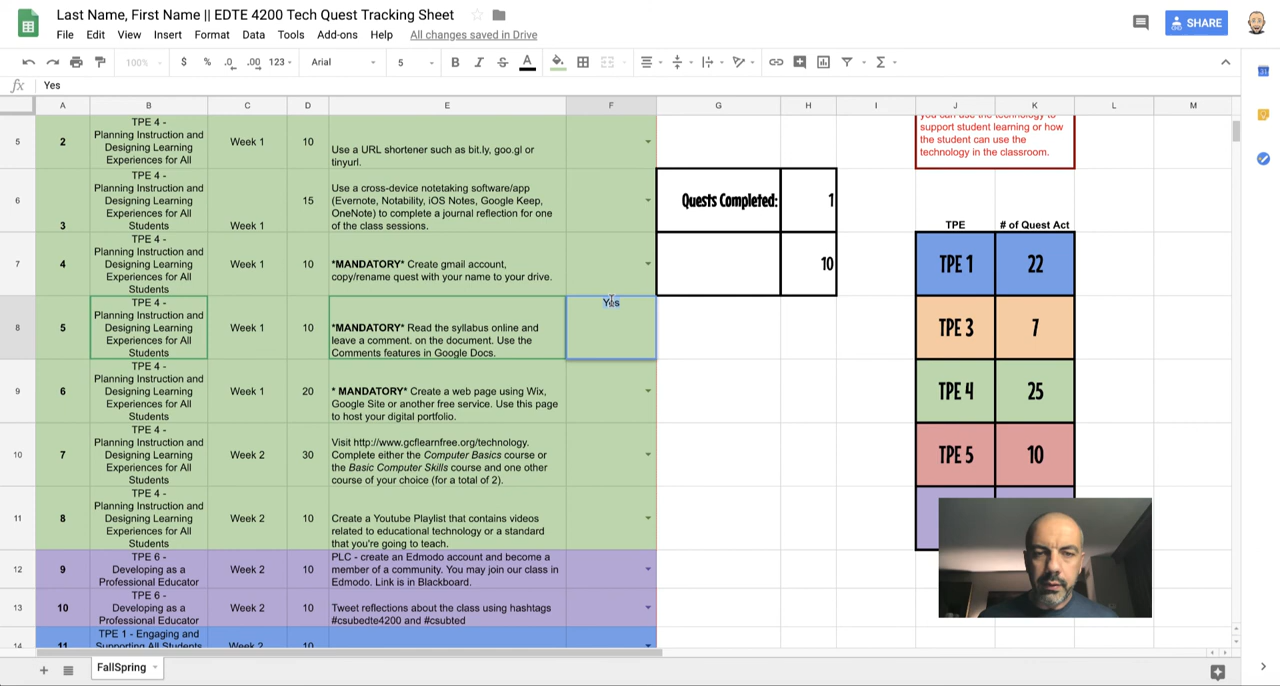 Last Name, First Name || EDTE 4200 Tech Quest Tracking Sheet
File Edit View Insert Format Data Tools Add-ons Help All changes saved in Drive
SHARE
100% $ % .0 .00 123 Arial 5 B I S A
fx Yes
A B C D E F G H I J K L M
5 2
TPE 4 -
Planning Instruction and
Designing Learning
Experiences for All
Week 1 10
Use a URL shortener such as bit.ly, goo.gl or
tinyurl.
you can use the technology to
support student learning or how
the student can use the
technology in the classroom.
6 3
TPE 4 -
Planning Instruction and
Designing Learning
Experiences for All
Students
Week 1 15
Use a cross-device notetaking software/app
(Evernote, Notability, iOS Notes, Google Keep,
OneNote) to complete a journal reflection for one
of the class sessions.
Quests Completed: 1
10
TPE # of Quest Act
TPE 1 22
TPE 3 7
TPE 4 25
TPE 5 10
7 4
TPE 4 -
Planning Instruction and
Designing Learning
Experiences for All
Students
Week 1 10
*MANDATORY* Create gmail account,
copy/rename quest with your name to your drive.
8 5
TPE 4 -
Planning Instruction and
Designing Learning
Experiences for All
Students
Week 1 10
*MANDATORY* Read the syllabus online and
leave a comment. on the document. Use the
Comments features in Google Docs.
Yes
9 6
TPE 4 -
Planning Instruction and
Designing Learning
Experiences for All
Students
Week 1 20
* MANDATORY* Create a web page using Wix,
Google Site or another free service. Use this page
to host your digital portfolio.
10 7
TPE 4 -
Planning Instruction and
Designing Learning
Experiences for All
Students
Week 2 30
Visit http://www.gcflearnfree.org/technology.
Complete either the Computer Basics course or
the Basic Computer Skills course and one other
course of your choice (for a total of 2).
11 8
TPE 4 -
Planning Instruction and
Designing Learning
Experiences for All
Students
Week 2 10
Create a Youtube Playlist that contains videos
related to educational technology or a standard
that you're going to teach.
12 9
TPE 6 -
Developing as a
Professional Educator
Week 2 10
PLC - create an Edmodo account and become a
member of a community. You may join our class in
Edmodo. Link is in Blackboard.
13 10
TPE 6 -
Developing as a
Professional Educator
Week 2 10
Tweet reflections about the class using hashtags
#csubedte4200 and #csubted
14 11
TPE 1 - Engaging and
Supporting All Students
Week 2 10
FallSpring